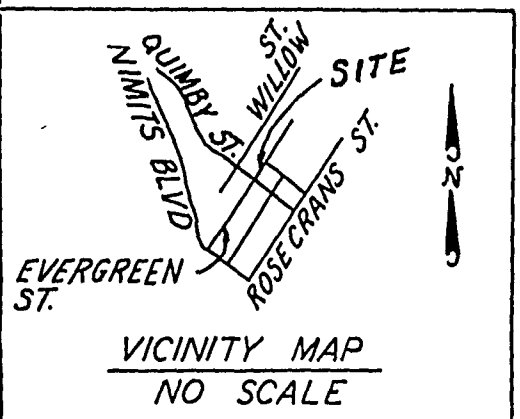 QUIMBY ST.
NIMITS BLVD
WILLOW ST.
SITE
ROSECRANS ST.
N
EVERGREEN
ST.
VICINITY MAP
NO SCALE